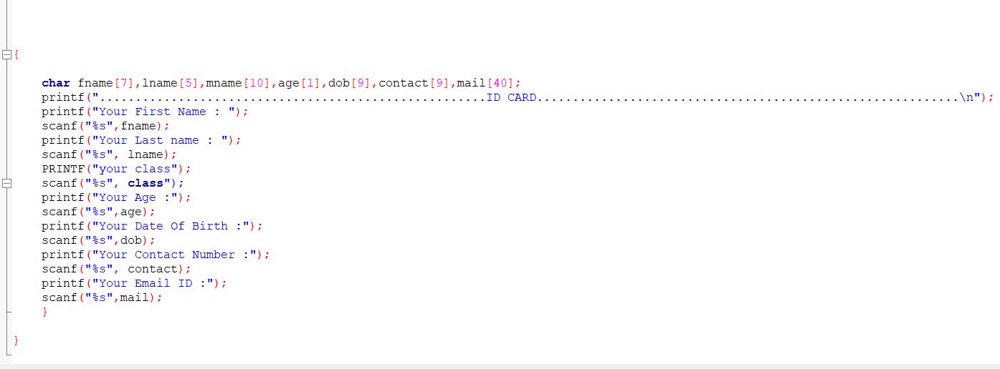 {
char fname[7],lname[5],mname[10],age[1],dob[9],contact[9],mail[40];
printf("......................................................ID CARD...........................................................\n");
printf("Your First Name : ");
scanf("%s",fname);
printf("Your Last name : ");
scanf("%s", lname);
PRINTF("your class");
scanf("%s", class");
printf("Your Age :");
scanf("%s",age);
printf("Your Date Of Birth :");
scanf("%s",dob);
printf("Your Contact Number :");
scanf("%s", contact);
printf("Your Email ID :");
scanf("%s",mail);
}
}